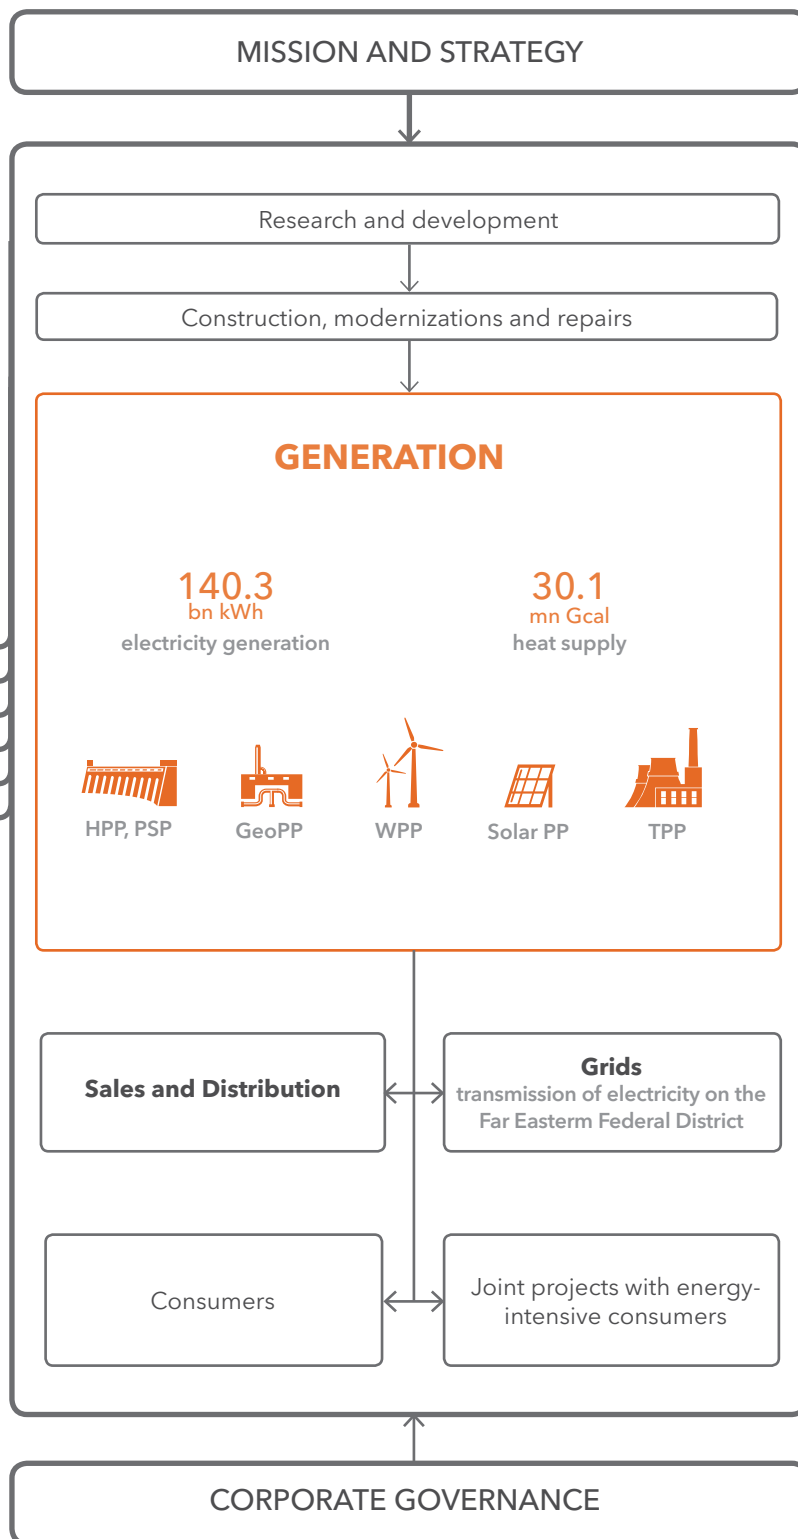 MISSION AND STRATEGY
Research and development
Construction, modernizations and repairs
GENERATION
140.3
bn kWh
electricity generation
30.1
mn Gcal
heat supply
HPP, PSP
GeoPP
WPP
Solar PP
TPP
Sales and Distribution
Grids
transmission of electricity on the
Far Easterm Federal District
Consumers
Joint projects with energy-
intensive consumers
CORPORATE GOVERNANCE